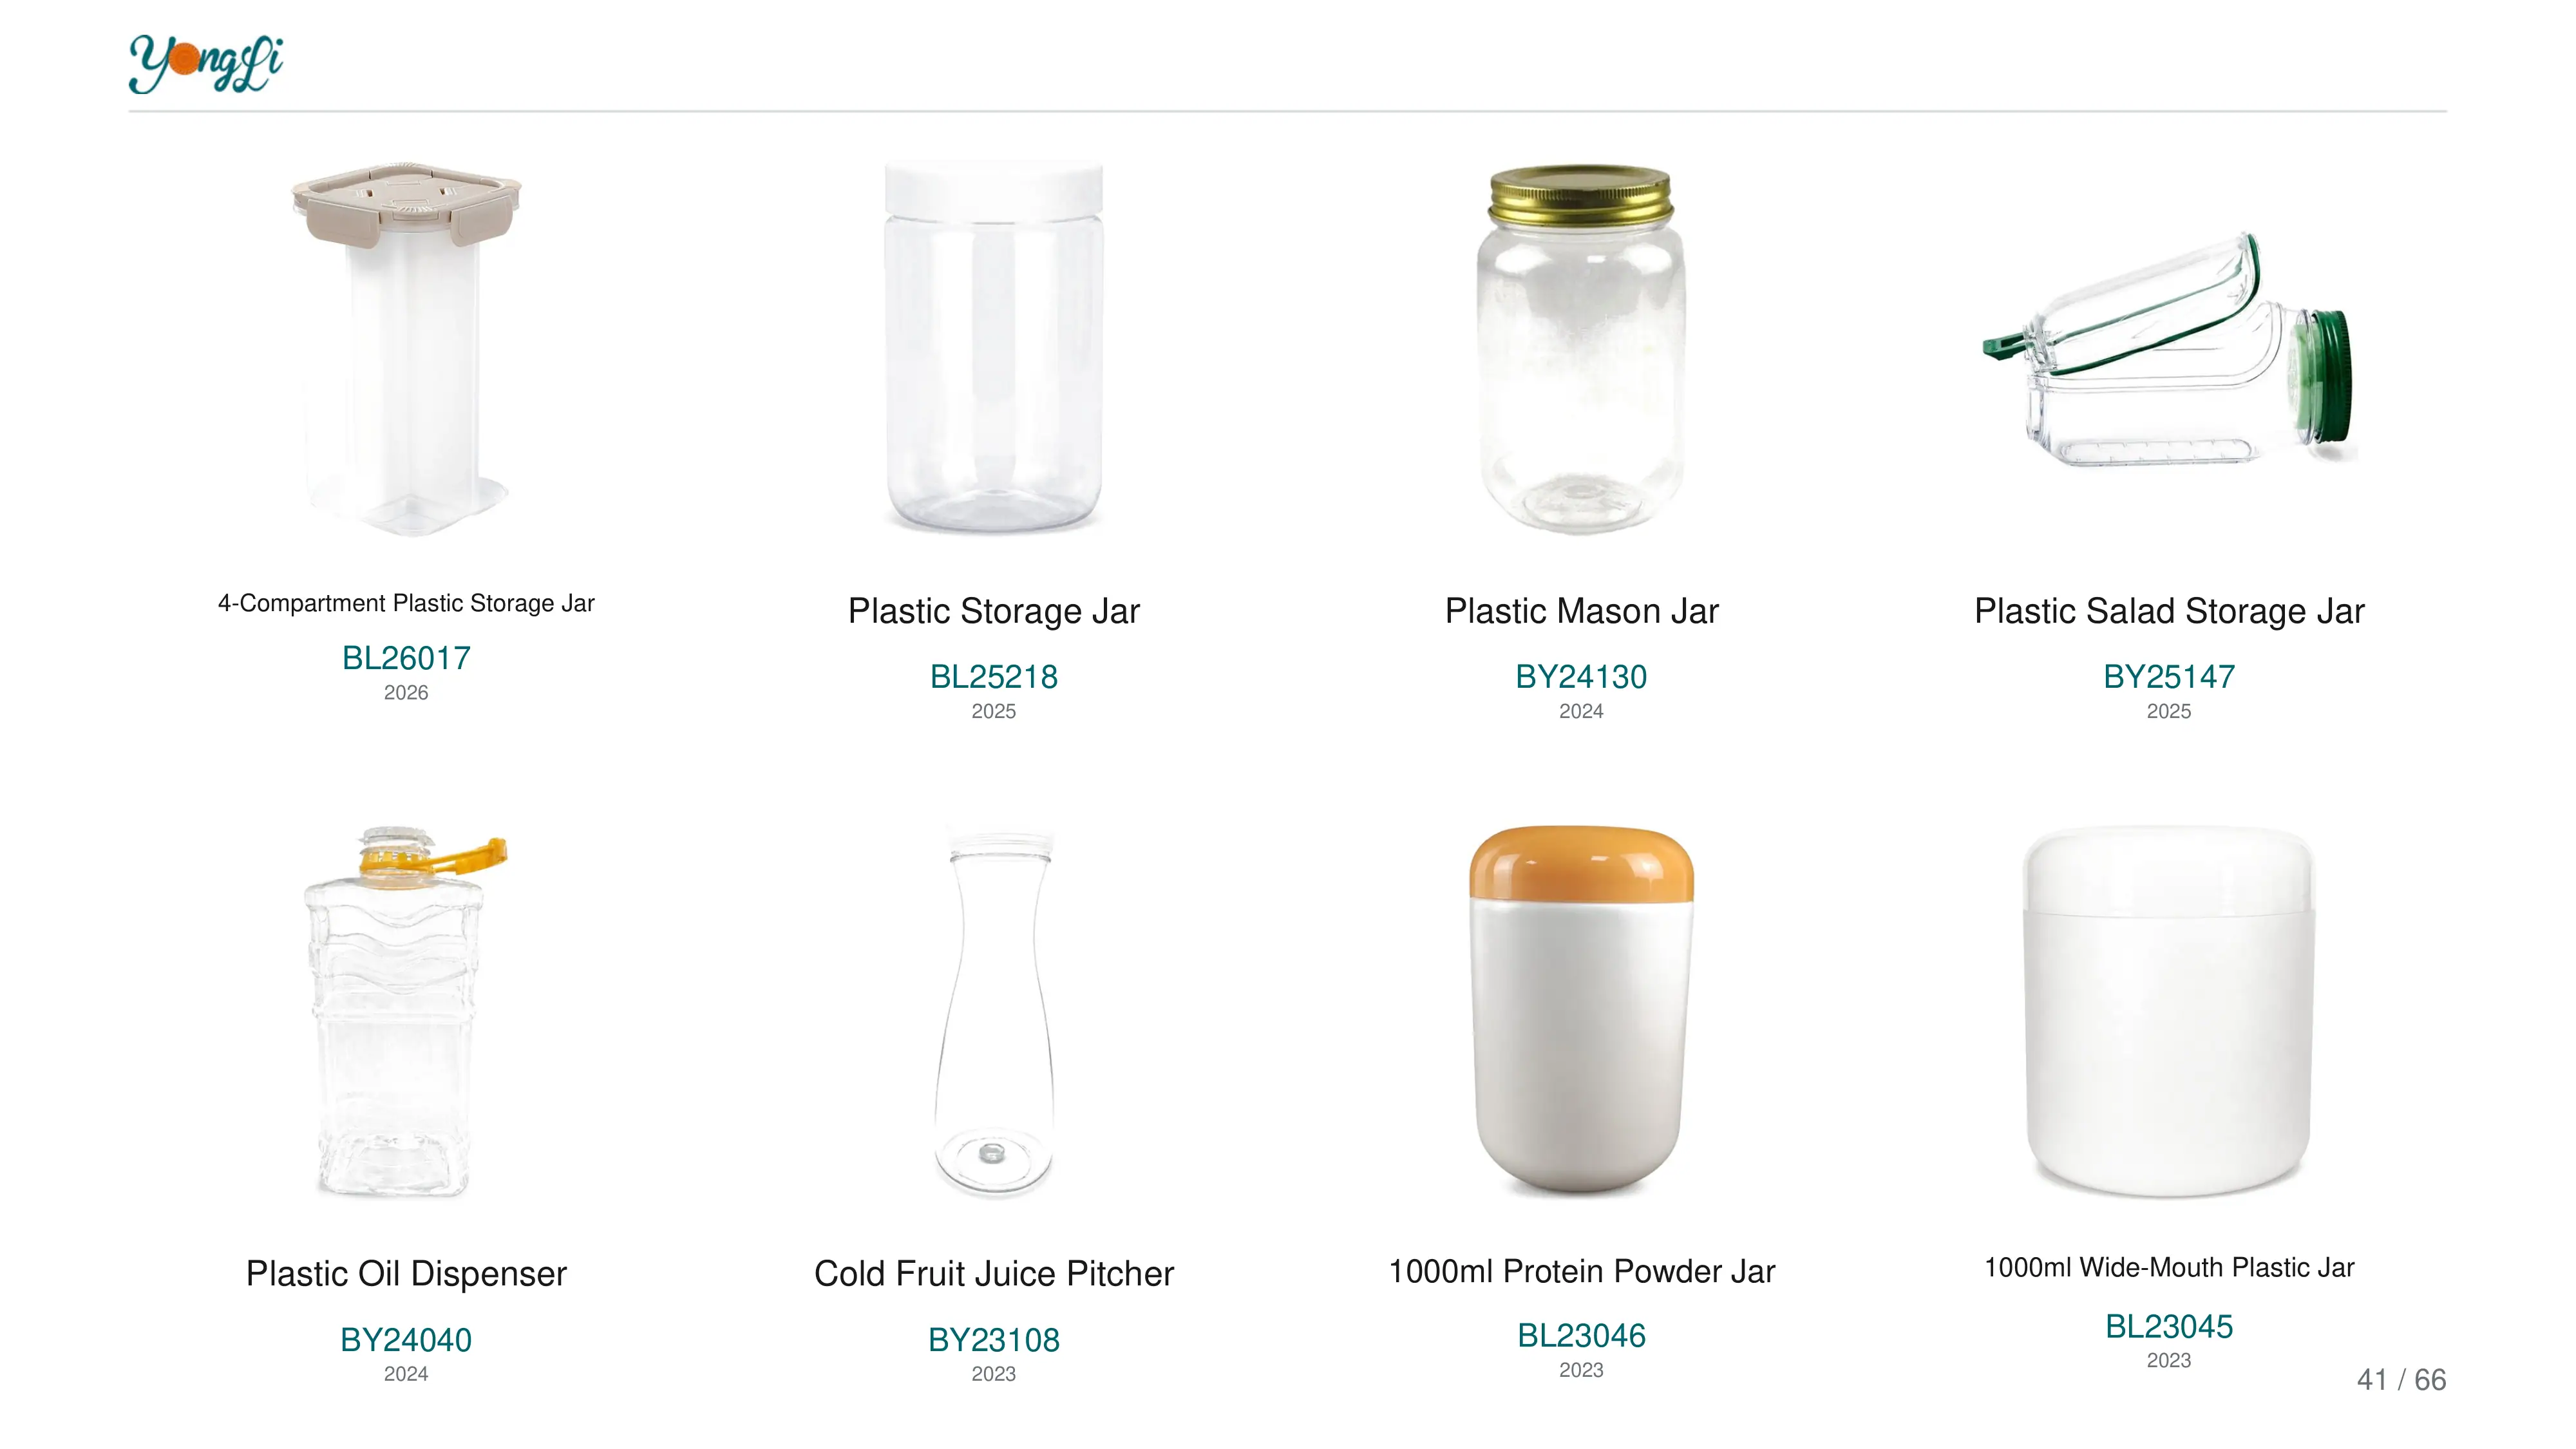 YongLi
4-Compartment Plastic Storage Jar
BL26017
2026
Plastic Storage Jar
BL25218
2025
Plastic Mason Jar
BY24130
2024
Plastic Salad Storage Jar
BY25147
2025
Plastic Oil Dispenser
BY24040
2024
Cold Fruit Juice Pitcher
BY23108
2023
1000ml Protein Powder Jar
BL23046
2023
1000ml Wide-Mouth Plastic Jar
BL23045
2023
41 / 66